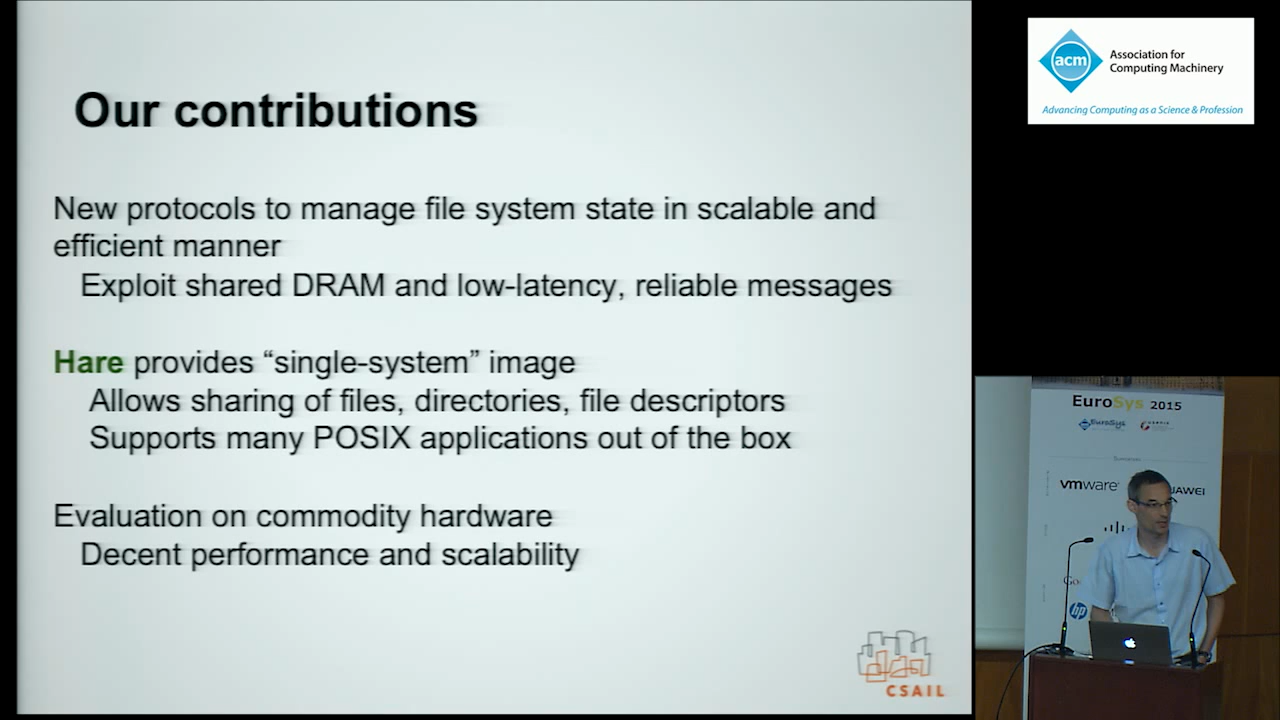 Our contributions
New protocols to manage file system state in scalable and
efficient manner
Exploit shared DRAM and low-latency, reliable messages
Hare provides “single-system” image
Allows sharing of files, directories, file descriptors
Supports many POSIX applications out of the box
Evaluation on commodity hardware
Decent performance and scalability
CSAIL
acm
Association for
Computing Machinery
Advancing Computing as a Science & Profession
EuroSys 2015
EuroSys
vmware
hp